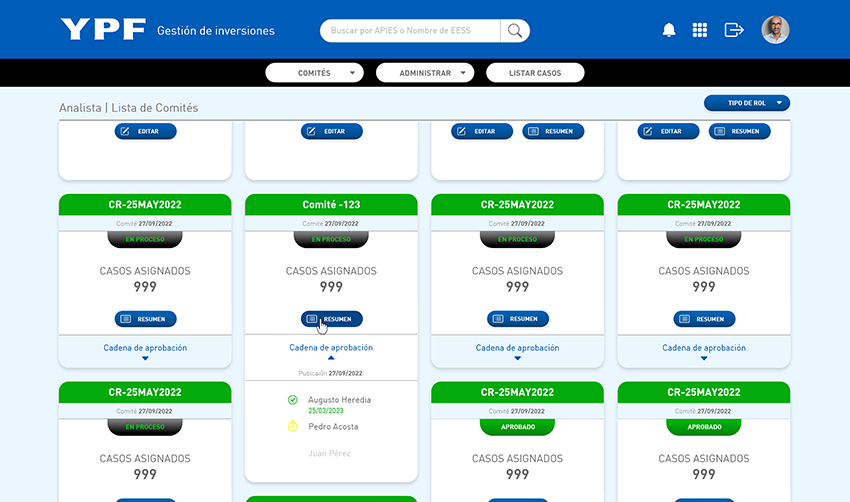 YPF Gestión de inversiones
Buscar por APIES o Nombre de EESS
COMITÉS ADMINISTRAR LISTAR CASOS
Analista | Lista de Comités
TIPO DE ROL
EDITAR EDITAR EDITAR RESUMEN EDITAR RESUMEN
CR-25MAY2022 Comité -123 CR-25MAY2022 CR-25MAY2022
Comité 27/09/2022 Comité 27/09/2022 Comité 27/09/2022 Comité 27/09/2022
EN PROCESO EN PROCESO EN PROCESO EN PROCESO
CASOS ASIGNADOS CASOS ASIGNADOS CASOS ASIGNADOS CASOS ASIGNADOS
999 999 999 999
RESUMEN RESUMEN RESUMEN RESUMEN
Cadena de aprobación Cadena de aprobación Cadena de aprobación Cadena de aprobación
Publicaión 27/09/2022
CR-25MAY2022 CR-25MAY2022 CR-25MAY2022
Augusto Heredia
Comité 27/09/2022 25/03/2023 Comité 27/09/2022 Comité 27/09/2022
EN PROCESO Pedro Acosta APROBADO APROBADO
Juan Pérez
CASOS ASIGNADOS CASOS ASIGNADOS CASOS ASIGNADOS
999 999 999